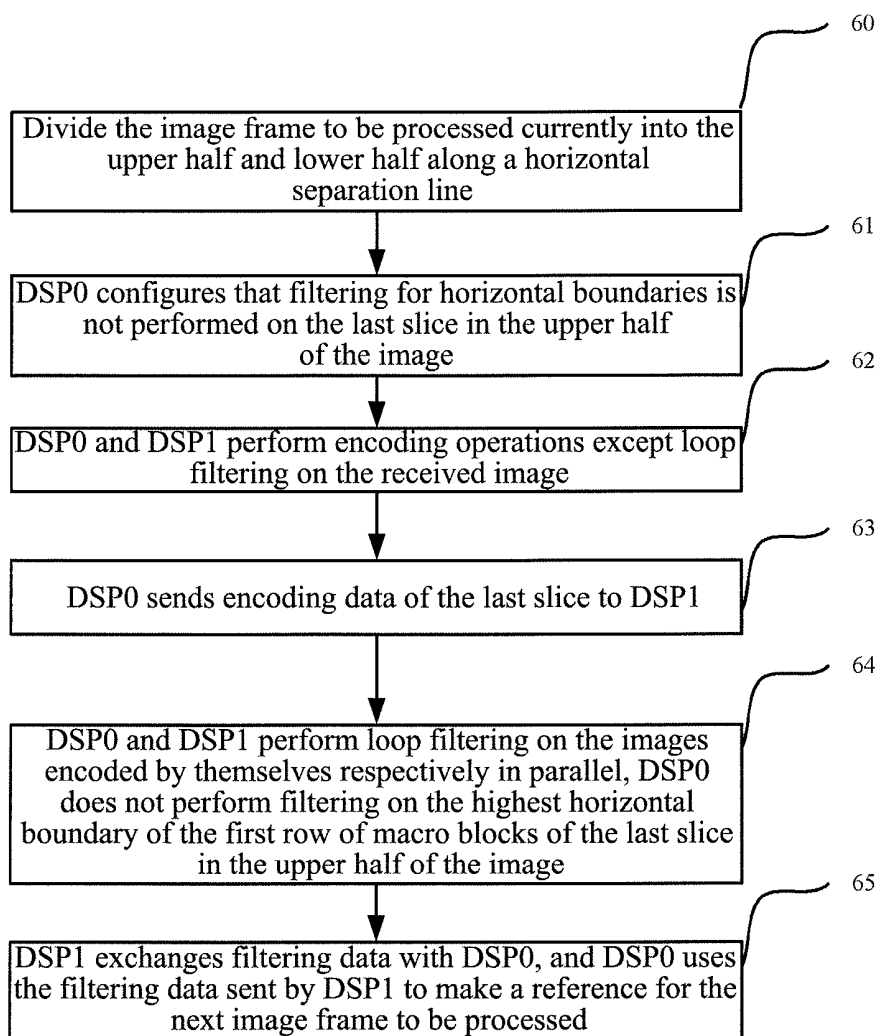 60
Divide the image frame to be processed currently into the
upper half and lower half along a horizontal
separation line
61
DSP0 configures that filtering for horizontal boundaries is
not performed on the last slice in the upper half
of the image
62
DSP0 and DSP1 perform encoding operations except loop
filtering on the received image
63
DSP0 sends encoding data of the last slice to DSP1
64
DSP0 and DSP1 perform loop filtering on the images
encoded by themselves respectively in parallel, DSP0
does not perform filtering on the highest horizontal
boundary of the first row of macro blocks of the last slice
in the upper half of the image
65
DSP1 exchanges filtering data with DSP0, and DSP0 uses
the filtering data sent by DSP1 to make a reference for the
next image frame to be processed